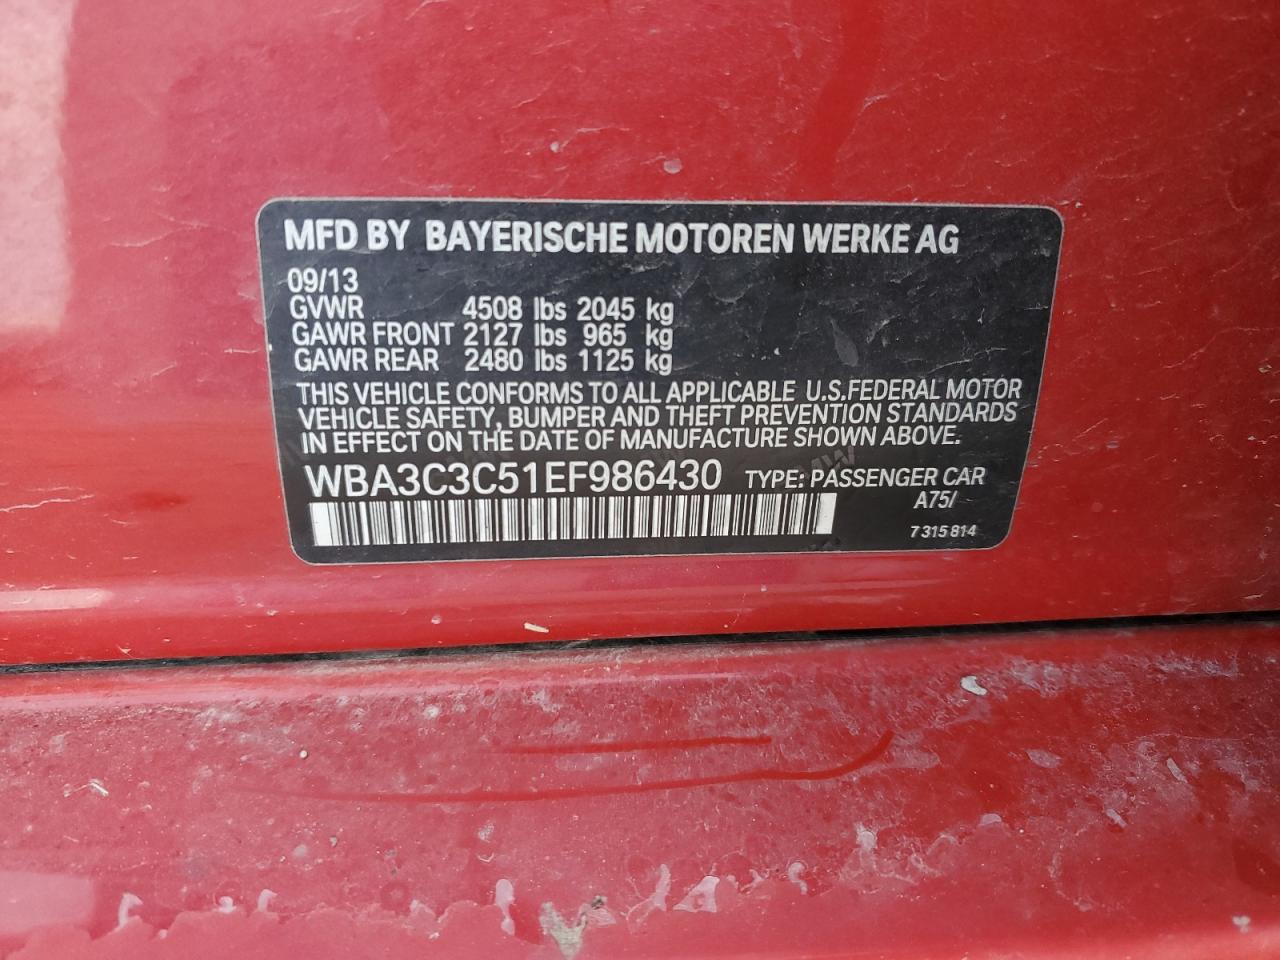 MFD BY BAYERISCHE MOTOREN WERKE AG
09/13
GVWR 4508 lbs 2045 kg
GAWR FRONT 2127 lbs 965 kg
GAWR REAR 2480 lbs 1125 kg
THIS VEHICLE CONFORMS TO ALL APPLICABLE U.S.FEDERAL MOTOR
VEHICLE SAFETY, BUMPER AND THEFT PREVENTION STANDARDS
IN EFFECT ON THE DATE OF MANUFACTURE SHOWN ABOVE.
WBA3C3C51EF986430 TYPE: PASSENGER CAR
A75/
7 315 814